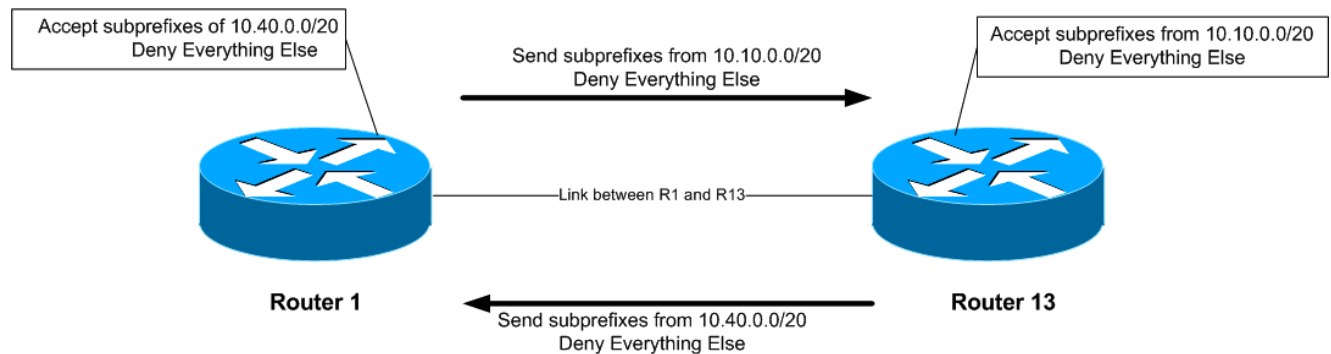 Accept subprefixes of 10.40.0.0/20
Deny Everything Else
Send subprefixes from 10.10.0.0/20
Deny Everything Else
Accept subprefixes from 10.10.0.0/20
Deny Everything Else
Link between R1 and R13
Router 1
Router 13
Send subprefixes from 10.40.0.0/20
Deny Everything Else